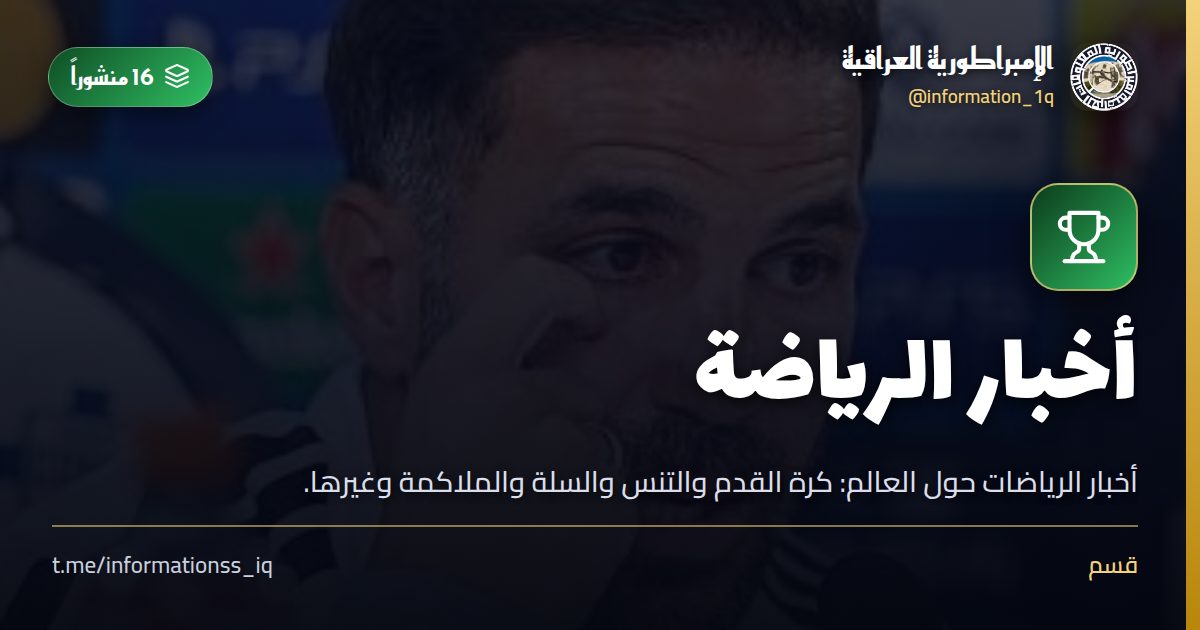 الإمبراطورية العراقية
@information_1q
16 منشوراً
أخبار الرياضة
أخبار الرياضات حول العالم: كرة القدم والتنس والسلة والملاكمة وغيرها.
قسم
t.me/informationss_iq